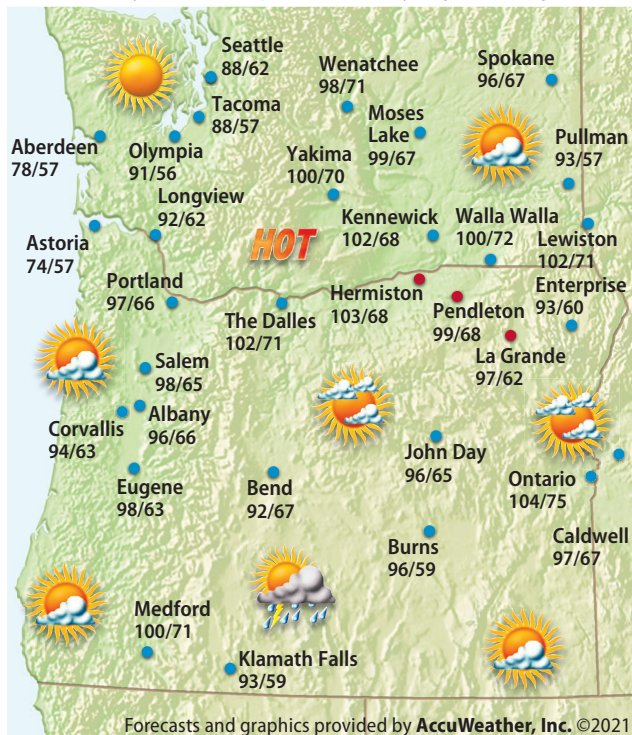 Seattle
88/62
Spokane
96/67
Wenatchee
98/71
Tacoma
88/57
Moses
Lake
99/67
Aberdeen
78/57
Olympia
91/56
Yakima
100/70
Pullman
93/57
Longview
92/62
Kennewick
102/68
Walla Walla
100/72
Lewiston
102/71
Astoria
74/57
HOT
Portland
97/66
The Dalles
102/71
Hermiston
103/68
Pendleton
99/68
Enterprise
93/60
La Grande
97/62
Salem
98/65
Albany
96/66
Corvallis
94/63
John Day
96/65
Eugene
98/63
Bend
92/67
Ontario
104/75
Burns
96/59
Caldwell
97/67
Medford
100/71
Klamath Falls
93/59
Forecasts and graphics provided by AccuWeather, Inc. ©2021